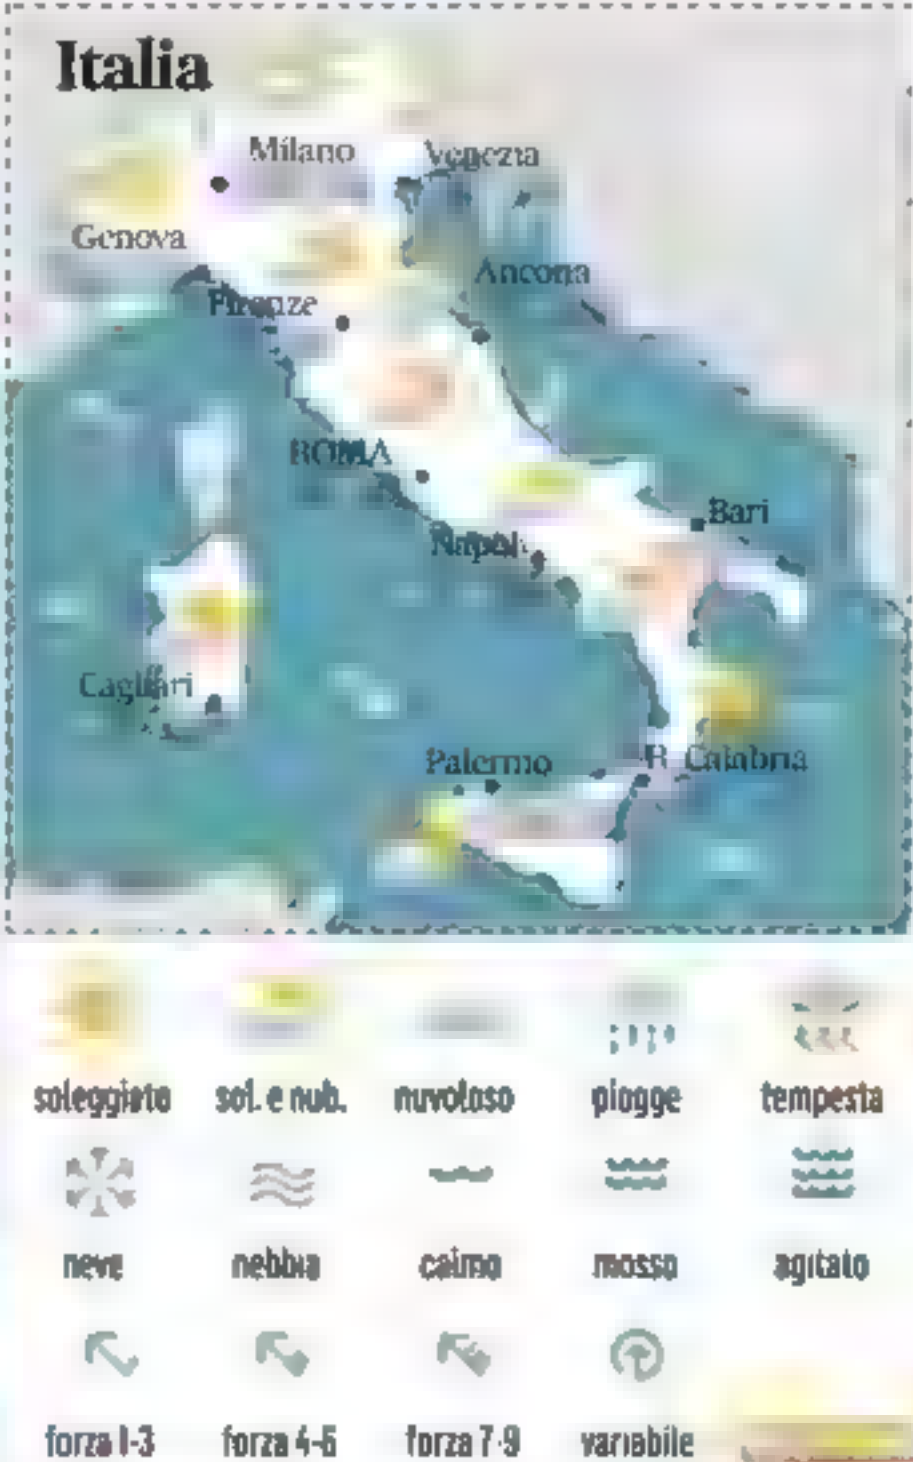 Italia
Milano
Venezia
Genova
Ancona
Firenze
ROMA
Bari
Napoli
Cagliari
Palermo
R. Calabria
soleggiato sol. e nub. nuvoloso piogge tempesta
neve nebbia calmo mosso agitato
forza 1-3 forza 4-6 forza 7-9 variabile